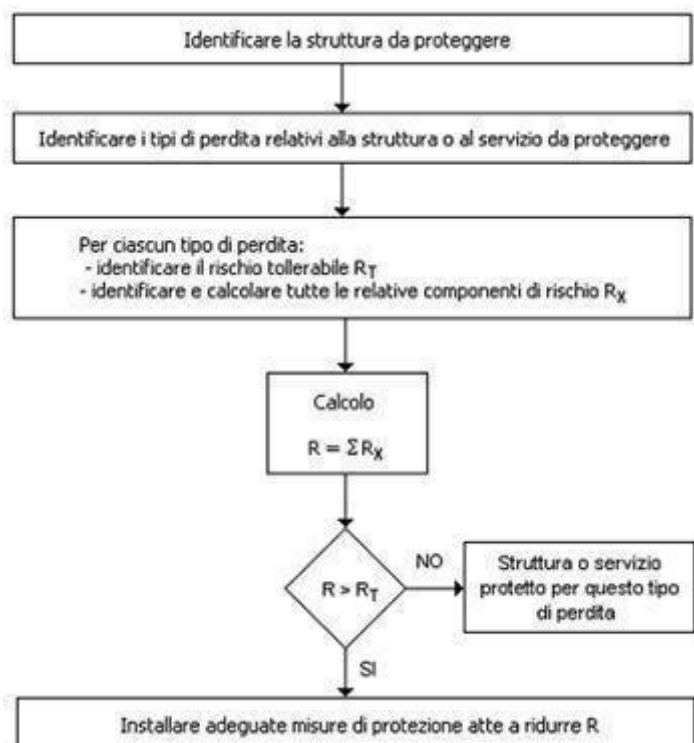 Identificare la struttura da proteggere
Identificare i tipi di perdita relativi alla struttura o al servizio da proteggere
Per ciascun tipo di perdita:
- identificare il rischio tollerabile RT
- identificare e calcolare tutte le relative componenti di rischio RX
Calcolo
R = ΣRX
R > RT
NO
Struttura o servizio
protetto per questo tipo
di perdita
SI
Installare adeguate misure di protezione atte a ridurre R